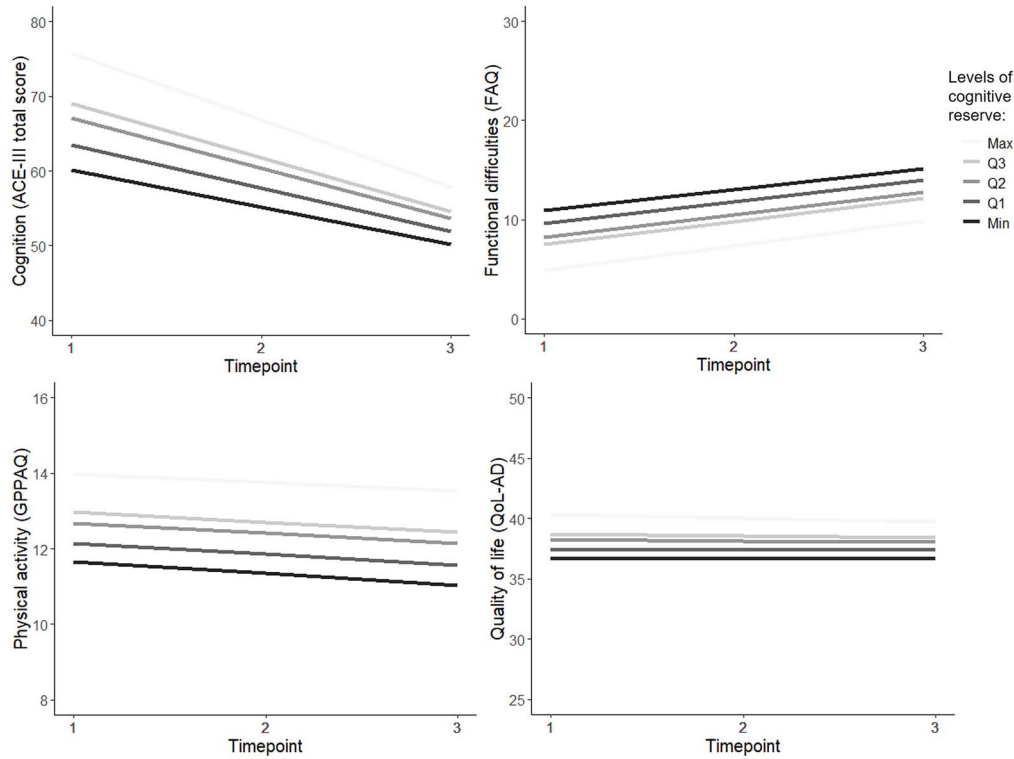 Cognition (ACE-III total score)
80
70
60
50
40
1 2 3
Timepoint
Functional difficulties (FAQ)
30
20
10
0
1 2 3
Timepoint
Levels of
cognitive
reserve:
Max
Q3
Q2
Q1
Min
Physical activity (GPPAQ)
16
14
12
10
8
1 2 3
Timepoint
Quality of life (QoL-AD)
50
45
40
35
30
25
1 2 3
Timepoint